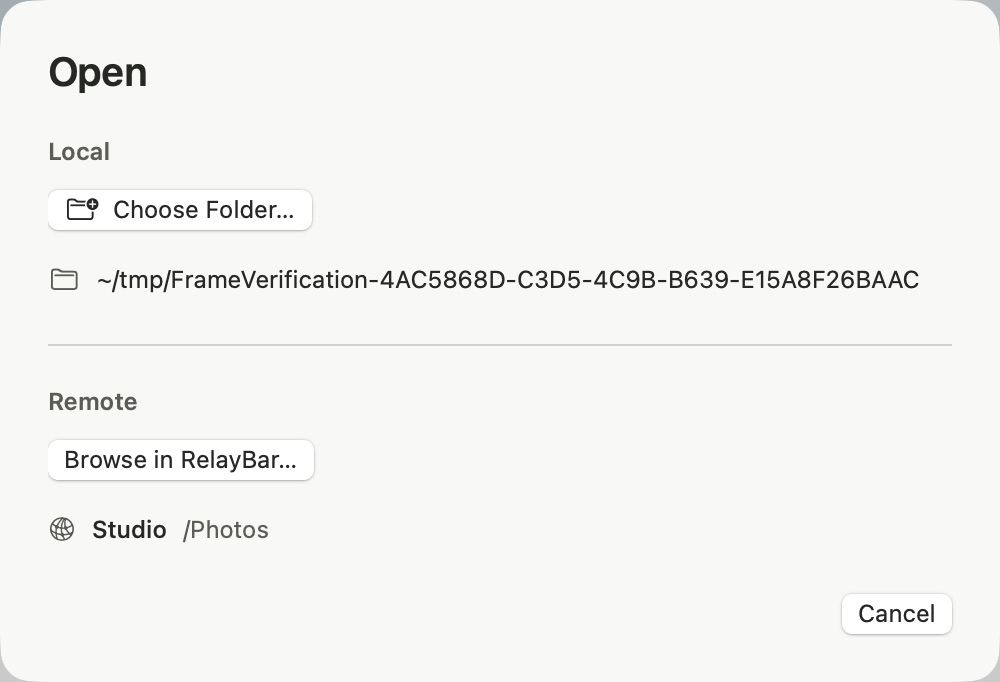 Open
Local
Choose Folder...
~/tmp/FrameVerification-4AC5868D-C3D5-4C9B-B639-E15A8F26BAAC
Remote
Browse in RelayBar...
Studio /Photos
Cancel